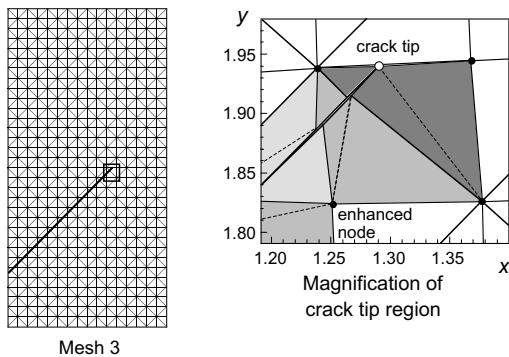 y
1.95
crack tip
1.90
1.85
enhanced
node
1.80
1.20 1.25 1.30 1.35
x
Magnification of
crack tip region
Mesh 3